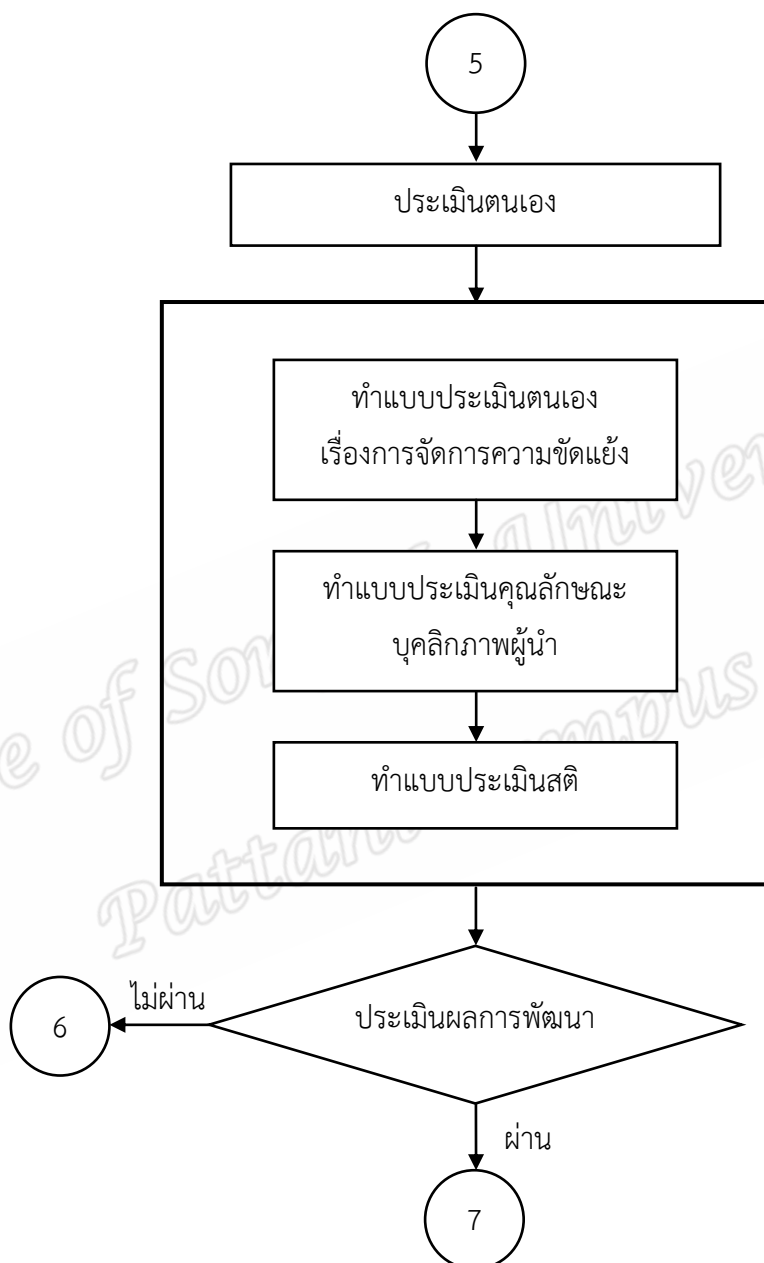 5
ประเมินตนเอง
ทำแบบประเมินตนเอง
เรื่องการจัดการความขัดแย้ง
ทำแบบประเมินคุณลักษณะ
บุคลิกภาพผู้นำ
ทำแบบประเมินสติ
ไม่ผ่าน
6
ประเมินผลการพัฒนา
ผ่าน
7
e of Son
Univer
Pattani
mpus